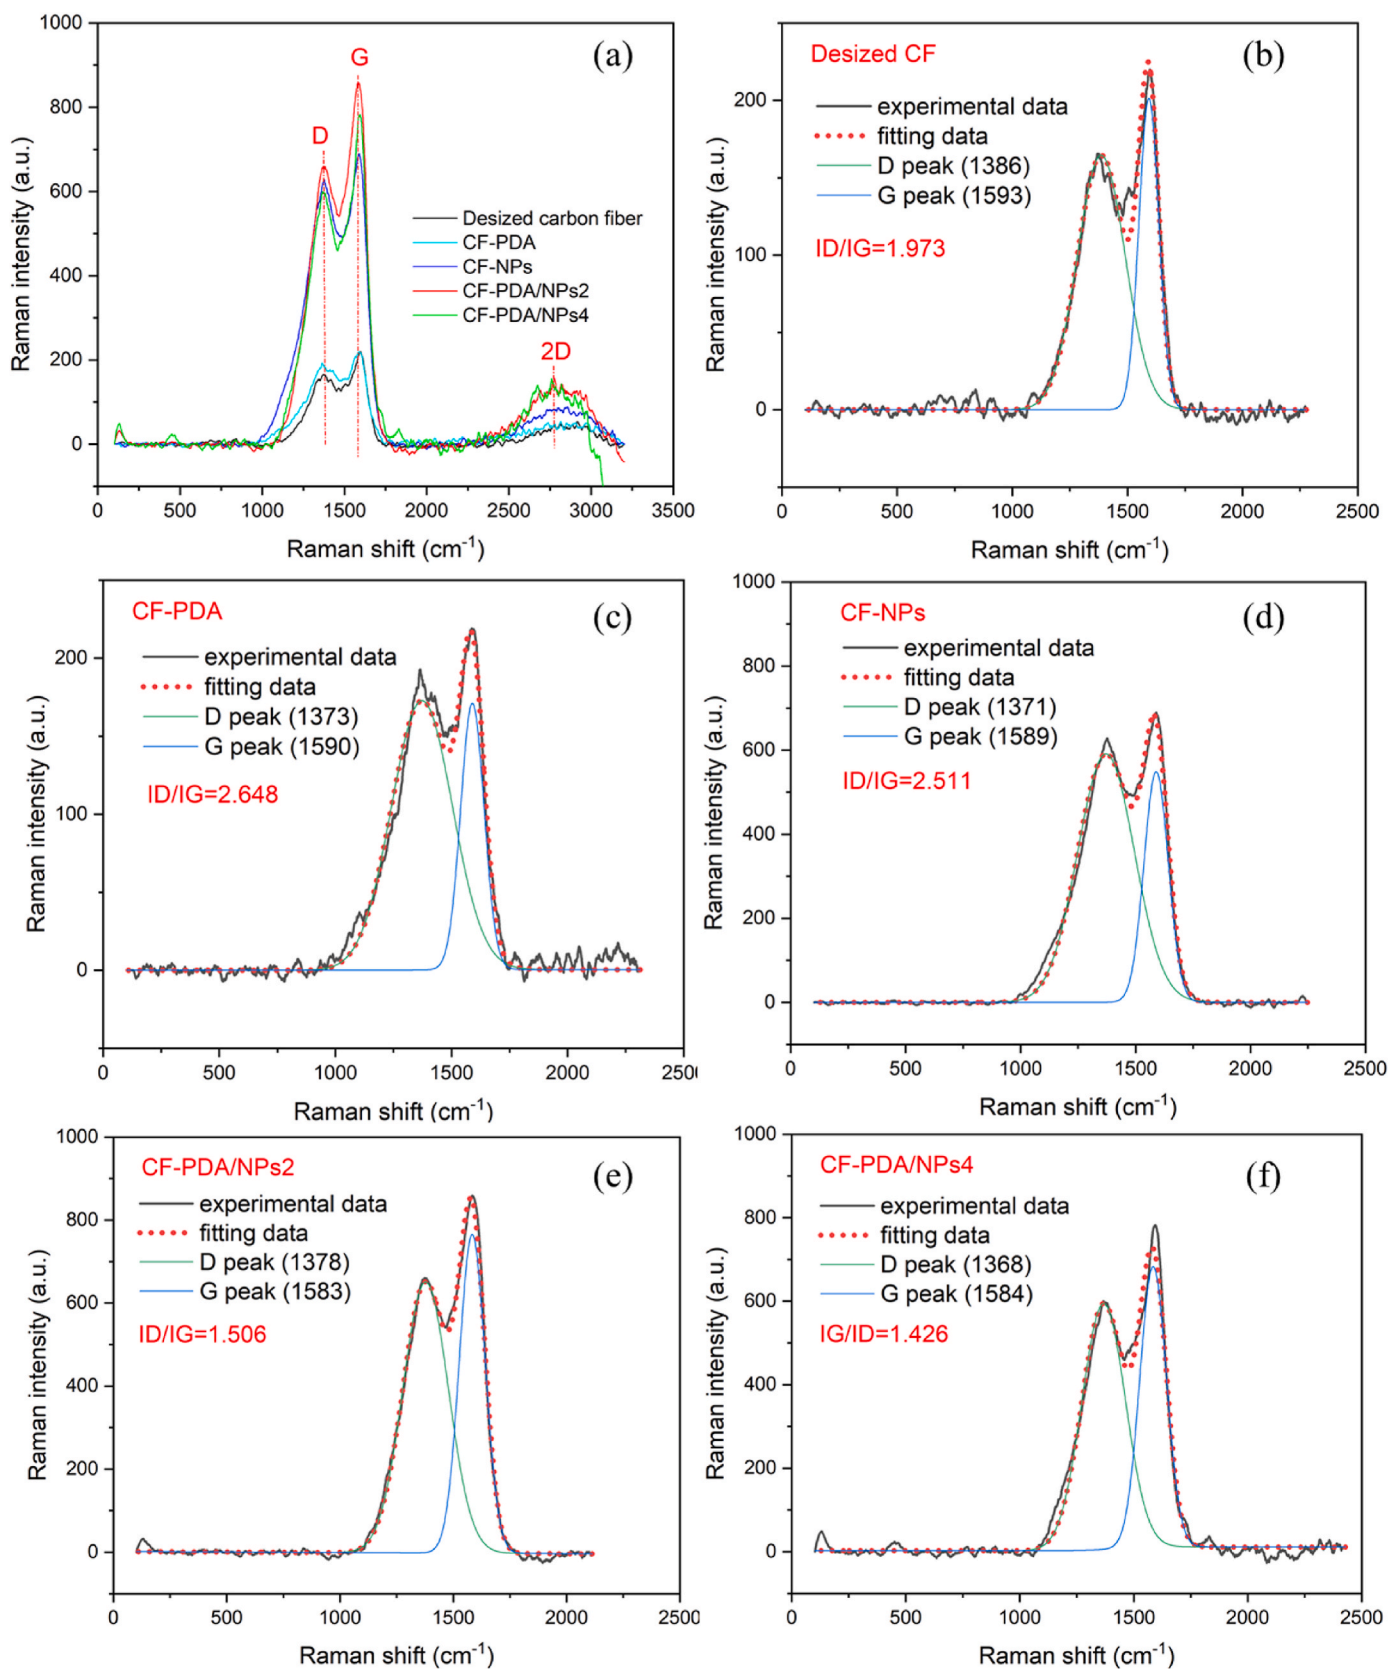 (a)
D
G
2D
Desized carbon fiber
CF-PDA
CF-NPs
CF-PDA/NPs2
CF-PDA/NPs4
1000
800
600
400
200
0
0 500 1000 1500 2000 2500 3000 3500
Raman intensity (a.u.)
Raman shift (cm⁻¹)
(b)
Desized CF
experimental data
fitting data
D peak (1386)
G peak (1593)
ID/IG=1.973
200
100
0
0 500 1000 1500 2000 2500
Raman intensity (a.u.)
Raman shift (cm⁻¹)
(c)
CF-PDA
experimental data
fitting data
D peak (1373)
G peak (1590)
ID/IG=2.648
200
100
0
0 500 1000 1500 2000 2500
Raman intensity (a.u.)
Raman shift (cm⁻¹)
(d)
CF-NPs
experimental data
fitting data
D peak (1371)
G peak (1589)
ID/IG=2.511
1000
800
600
400
200
0
0 500 1000 1500 2000 2500
Raman intensity (a.u.)
Raman shift (cm⁻¹)
(e)
CF-PDA/NPs2
experimental data
fitting data
D peak (1378)
G peak (1583)
ID/IG=1.506
1000
800
600
400
200
0
0 500 1000 1500 2000 2500
Raman intensity (a.u.)
Raman shift (cm⁻¹)
(f)
CF-PDA/NPs4
experimental data
fitting data
D peak (1368)
G peak (1584)
IG/ID=1.426
1000
800
600
400
200
0
0 500 1000 1500 2000 2500
Raman intensity (a.u.)
Raman shift (cm⁻¹)